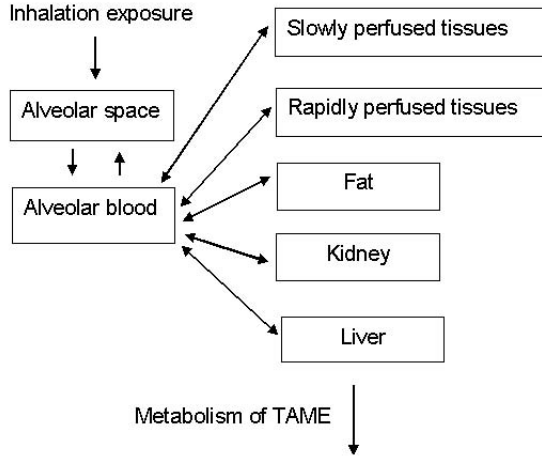 Inhalation exposure
Slowly perfused tissues
Alveolar space
Rapidly perfused tissues
Alveolar blood
Fat
Kidney
Liver
Metabolism of TAME